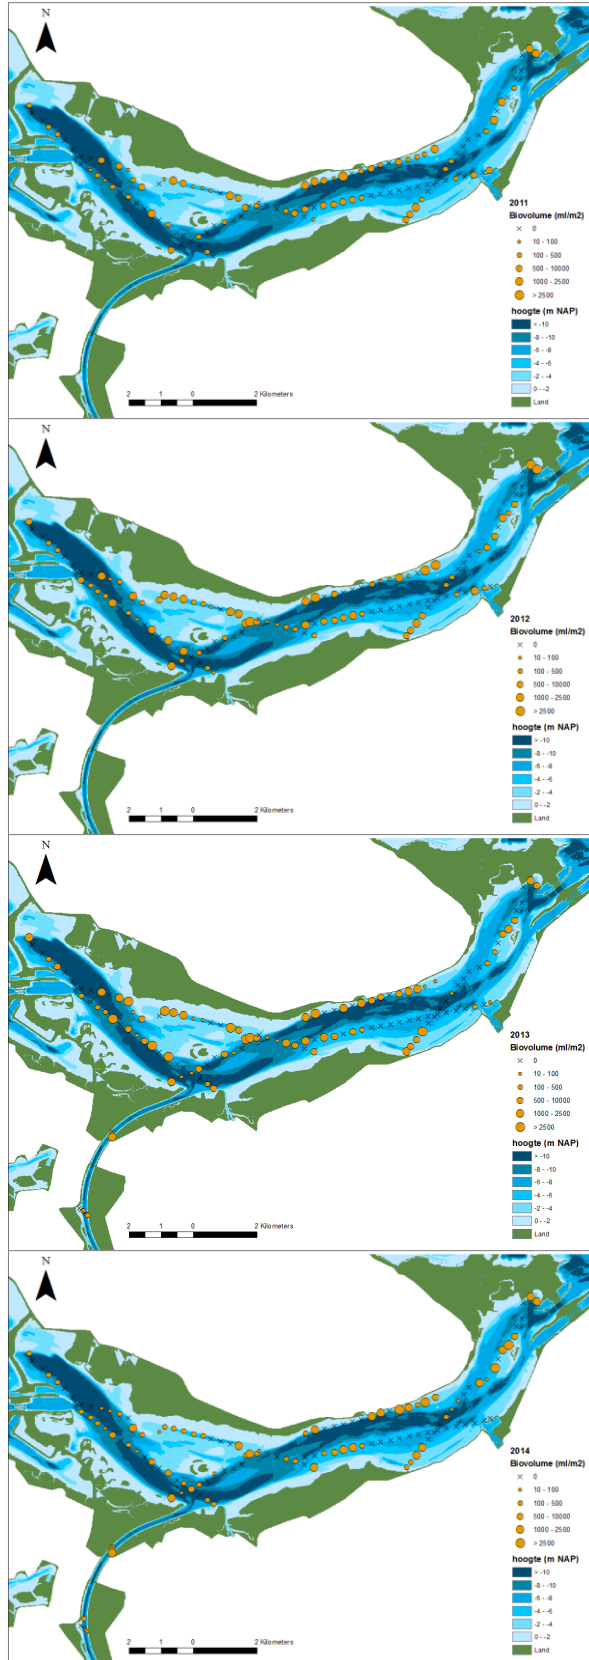 N
2011
Biovolume (ml/m2)
0
10 - 100
100 - 500
500 - 10000
1000 - 2500
> 2500
hoogte (m NAP)
> -10
-8 - -10
-6 - -8
-4 - -6
-2 - -4
0 - -2
Land
2 1 0 2 Kilometers
N
2012
Biovolume (ml/m2)
0
10 - 100
100 - 500
500 - 10000
1000 - 2500
> 2500
hoogte (m NAP)
> -10
-8 - -10
-6 - -8
-4 - -6
-2 - -4
0 - -2
Land
2 1 0 2 Kilometers
N
2013
Biovolume (ml/m2)
0
10 - 100
100 - 500
500 - 10000
1000 - 2500
> 2500
hoogte (m NAP)
> -10
-8 - -10
-6 - -8
-4 - -6
-2 - -4
0 - -2
Land
2 1 0 2 Kilometers
N
2014
Biovolume (ml/m2)
0
10 - 100
100 - 500
500 - 10000
1000 - 2500
> 2500
hoogte (m NAP)
> -10
-8 - -10
-6 - -8
-4 - -6
-2 - -4
0 - -2
Land
2 1 0 2 Kilometers